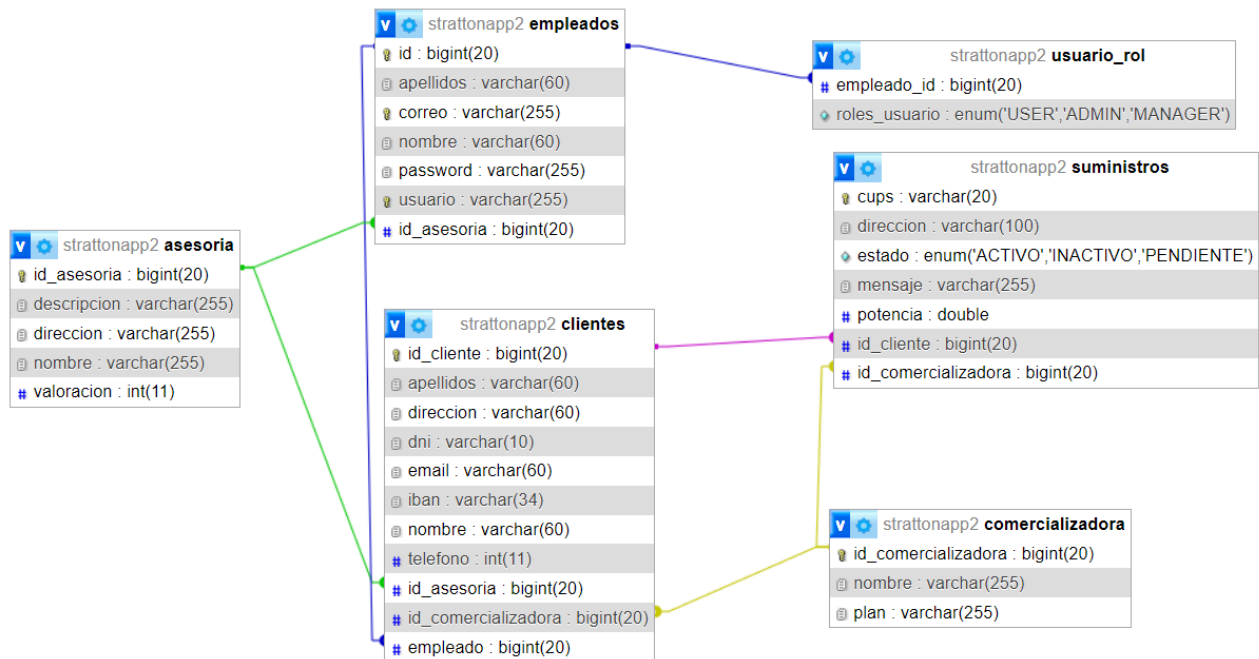 strattonapp2 empleados
id : bigint(20)
apellidos : varchar(60)
correo : varchar(255)
nombre : varchar(60)
password : varchar(255)
usuario : varchar(255)
id_asesoria : bigint(20)
strattonapp2 usuario_rol
empleado_id : bigint(20)
roles_usuario : enum('USER','ADMIN','MANAGER')
strattonapp2 suministros
cups : varchar(20)
direccion : varchar(100)
estado : enum('ACTIVO','INACTIVO','PENDIENTE')
mensaje : varchar(255)
potencia : double
id_cliente : bigint(20)
id_comercializadora : bigint(20)
strattonapp2 asesoria
id_asesoria : bigint(20)
descripcion : varchar(255)
direccion : varchar(255)
nombre : varchar(255)
valoracion : int(11)
strattonapp2 clientes
id_cliente : bigint(20)
apellidos : varchar(60)
direccion : varchar(60)
dni : varchar(10)
email : varchar(60)
iban : varchar(34)
nombre : varchar(60)
telefono : int(11)
id_asesoria : bigint(20)
id_comercializadora : bigint(20)
empleado : bigint(20)
strattonapp2 comercializadora
id_comercializadora : bigint(20)
nombre : varchar(255)
plan : varchar(255)